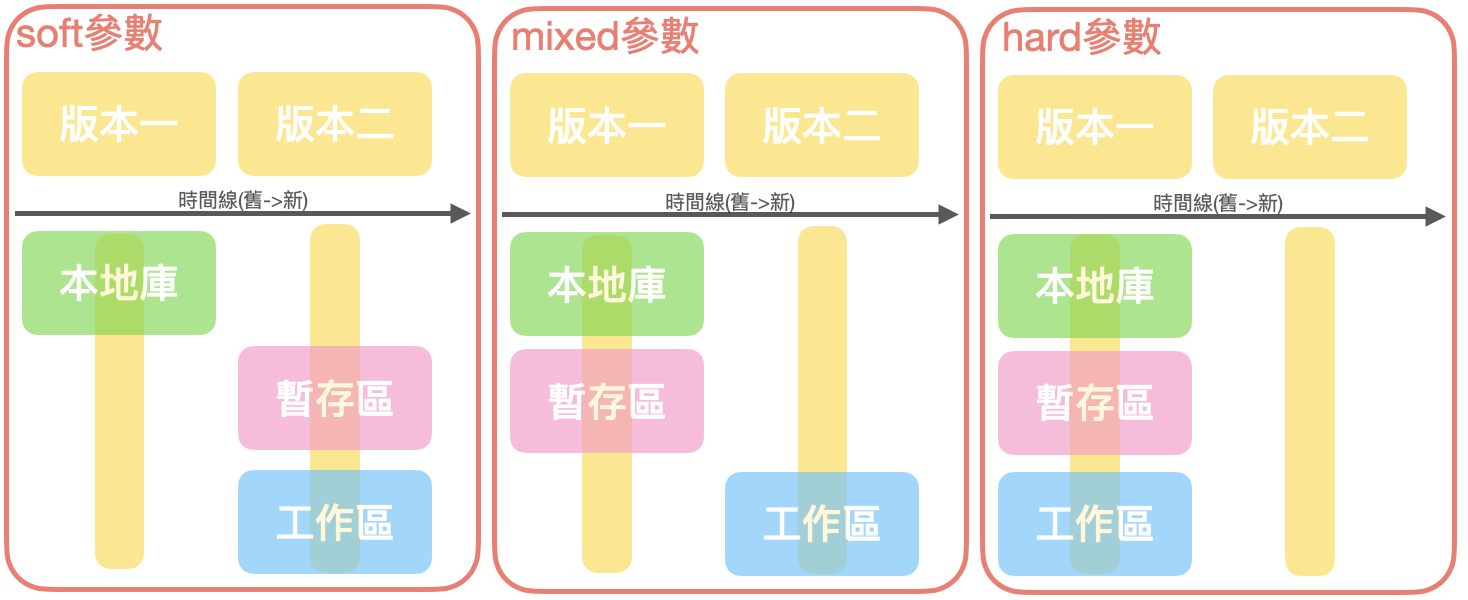 soft參數
版本一
版本二
時間線(舊->新)
本地庫
暫存區
工作區
mixed參數
版本一
版本二
時間線(舊->新)
本地庫
暫存區
工作區
hard參數
版本一
版本二
時間線(舊->新)
本地庫
暫存區
工作區